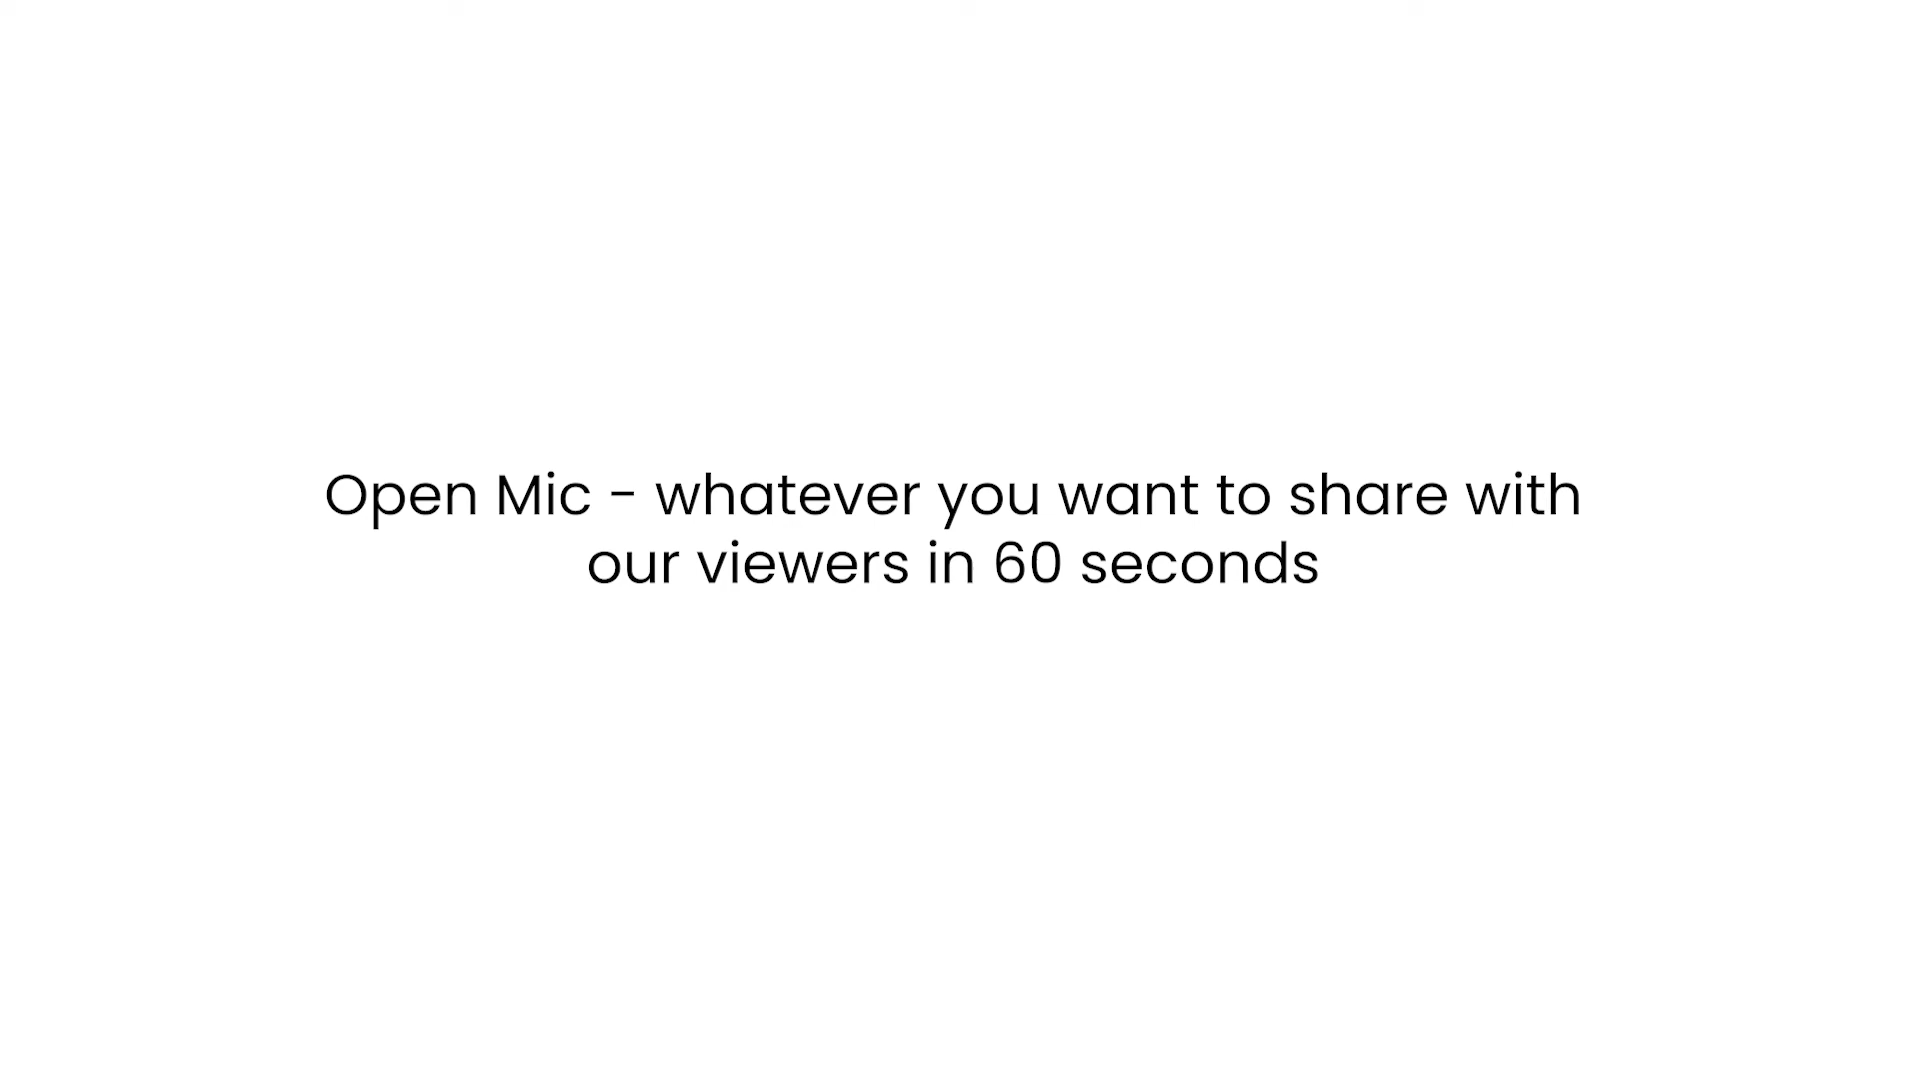 Open Mic - whatever you want to share with
our viewers in 60 seconds